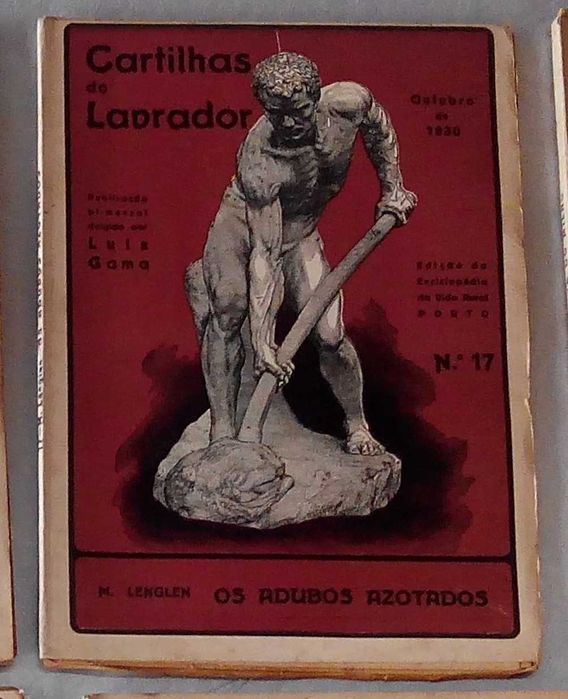 Cartilhas
do
Lavrador
Outubro
de
1930
Publicação
bi-mensal
dirigida por
Luis
Gama
Edição da
Enciclopédia
da Vida Rural
PORTO
N.º 17
M. LENGLEN OS ADUBOS AZOTADOS